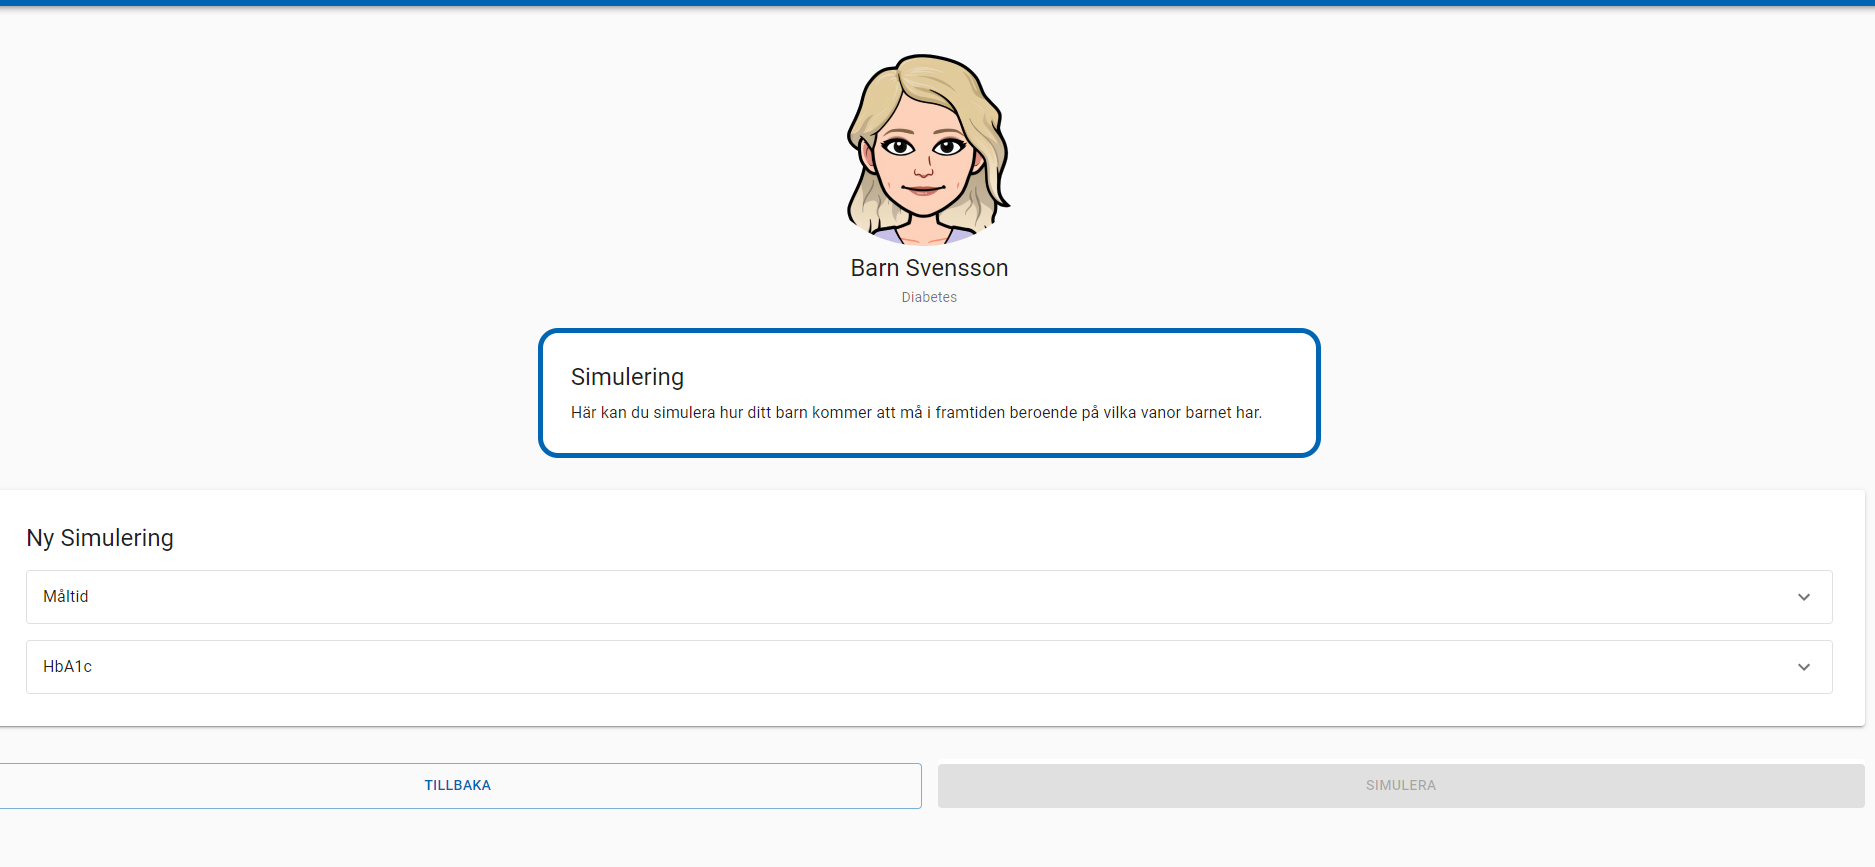 Barn Svensson
Diabetes
Simulering
Här kan du simulera hur ditt barn kommer att må i framtiden beroende på vilka vanor barnet har.
Ny Simulering
Måltid
HbA1c
TILLBAKA
SIMULERA